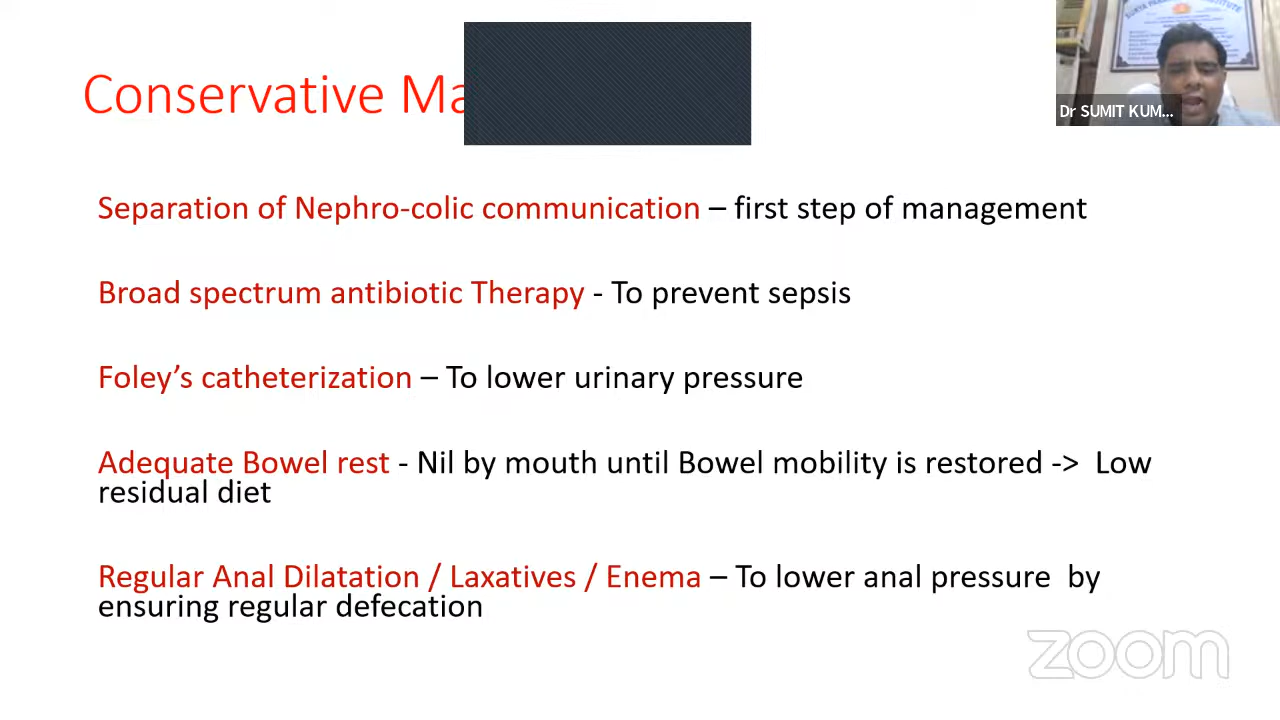 Conservative Ma
Dr SUMIT KUM...
Separation of Nephro-colic communication – first step of management
Broad spectrum antibiotic Therapy - To prevent sepsis
Foley’s catheterization – To lower urinary pressure
Adequate Bowel rest - Nil by mouth until Bowel mobility is restored -> Low
residual diet
Regular Anal Dilatation / Laxatives / Enema – To lower anal pressure by
ensuring regular defecation
zoom